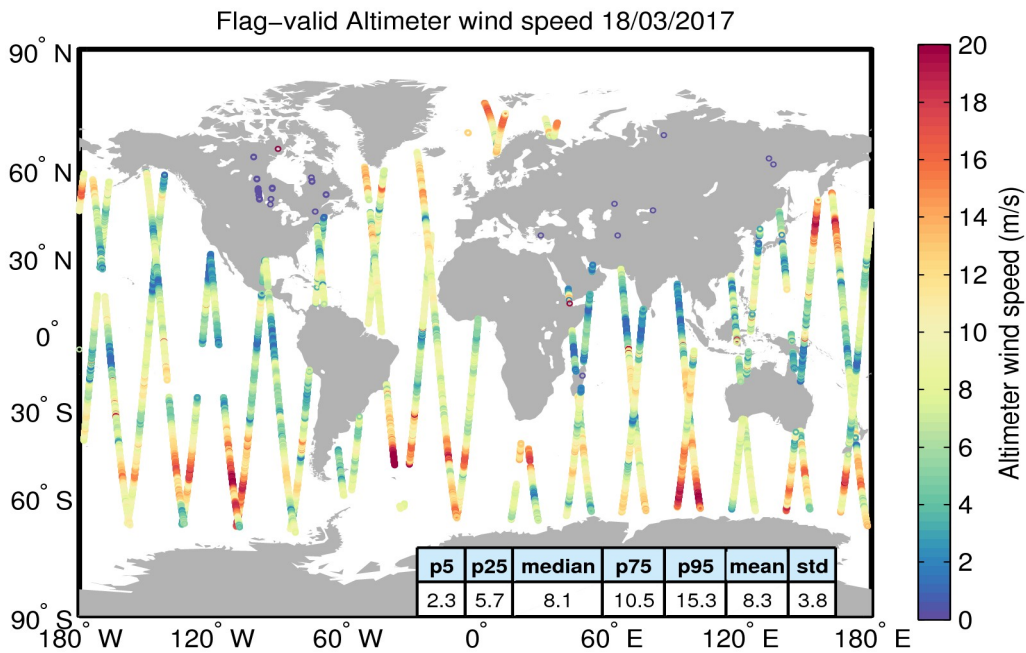 Flag−valid Altimeter wind speed 18/03/2017
90° N
60° N
30° N
0°
30° S
60° S
90° S
180° W
120° W
60° W
0°
60° E
120° E
180° E
p5 p25 median p75 p95 mean std
2.3 5.7 8.1 10.5 15.3 8.3 3.8
20
18
16
14
12
10
8
6
4
2
0
Altimeter wind speed (m/s)